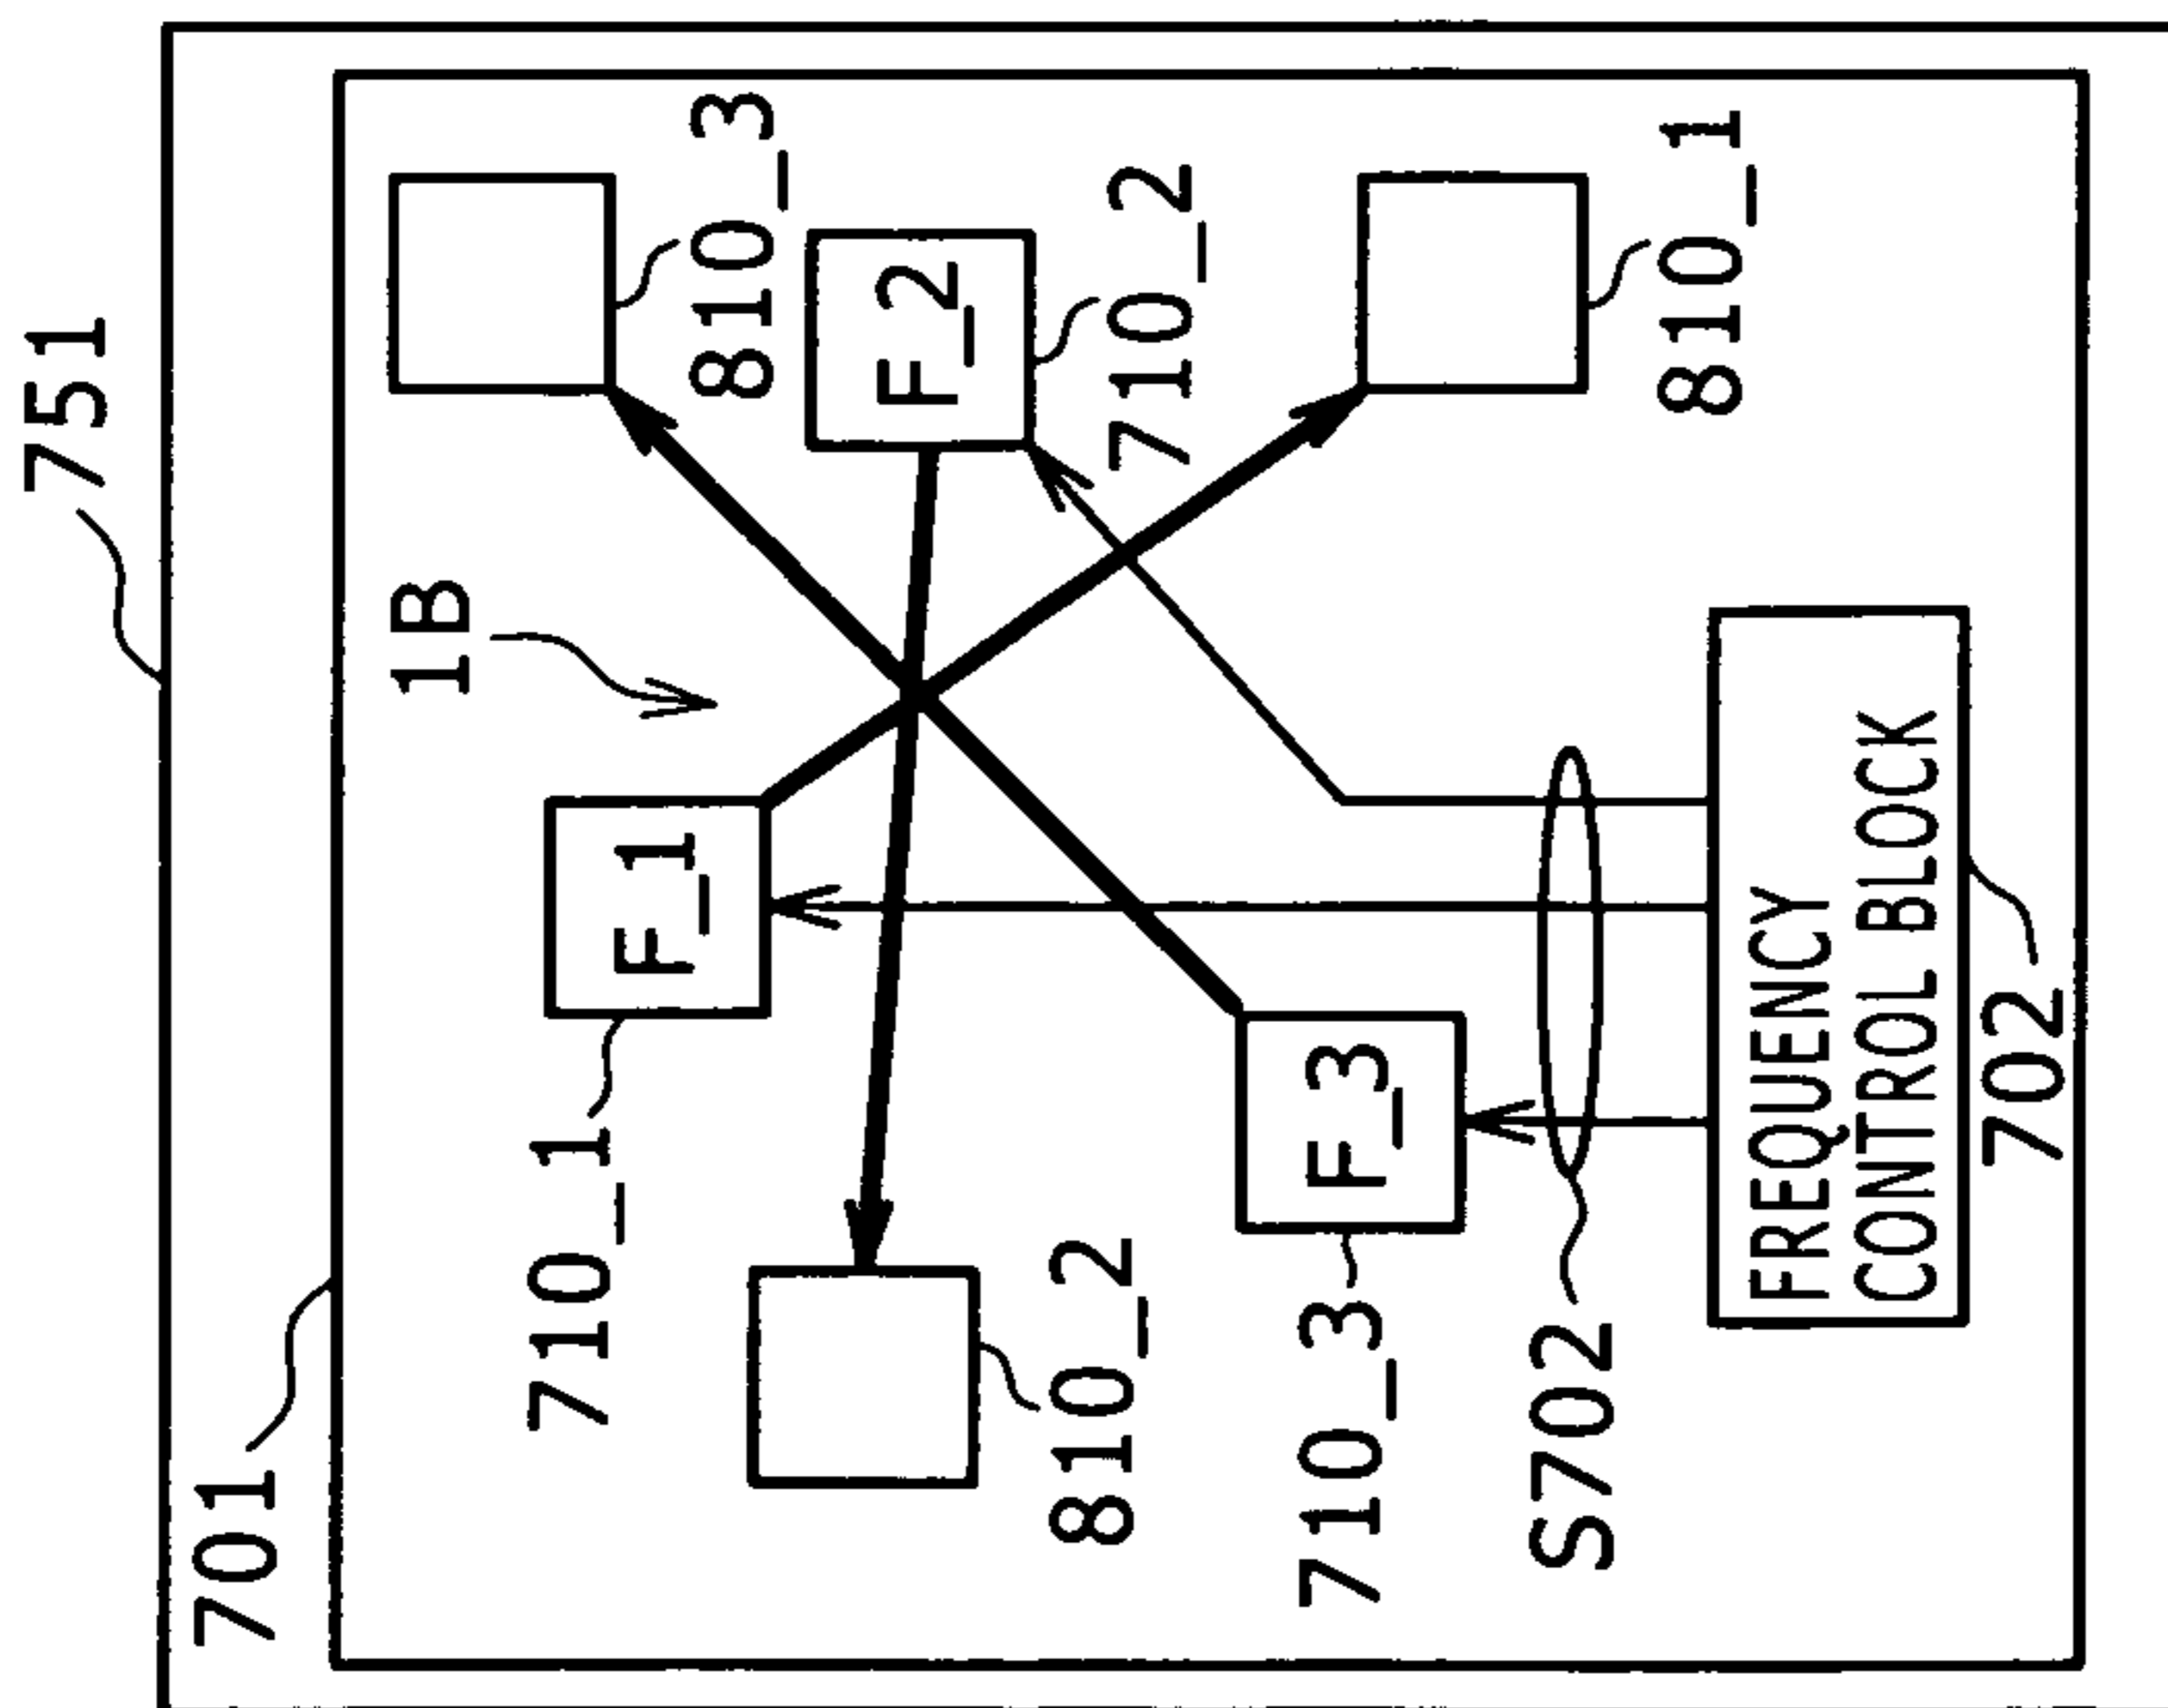 751
701
1B
710_1
F_1
810_3
F_2
810_2
710_2
710_3
F_3
S702
810_1
FREQUENCY
CONTROL BLOCK
702